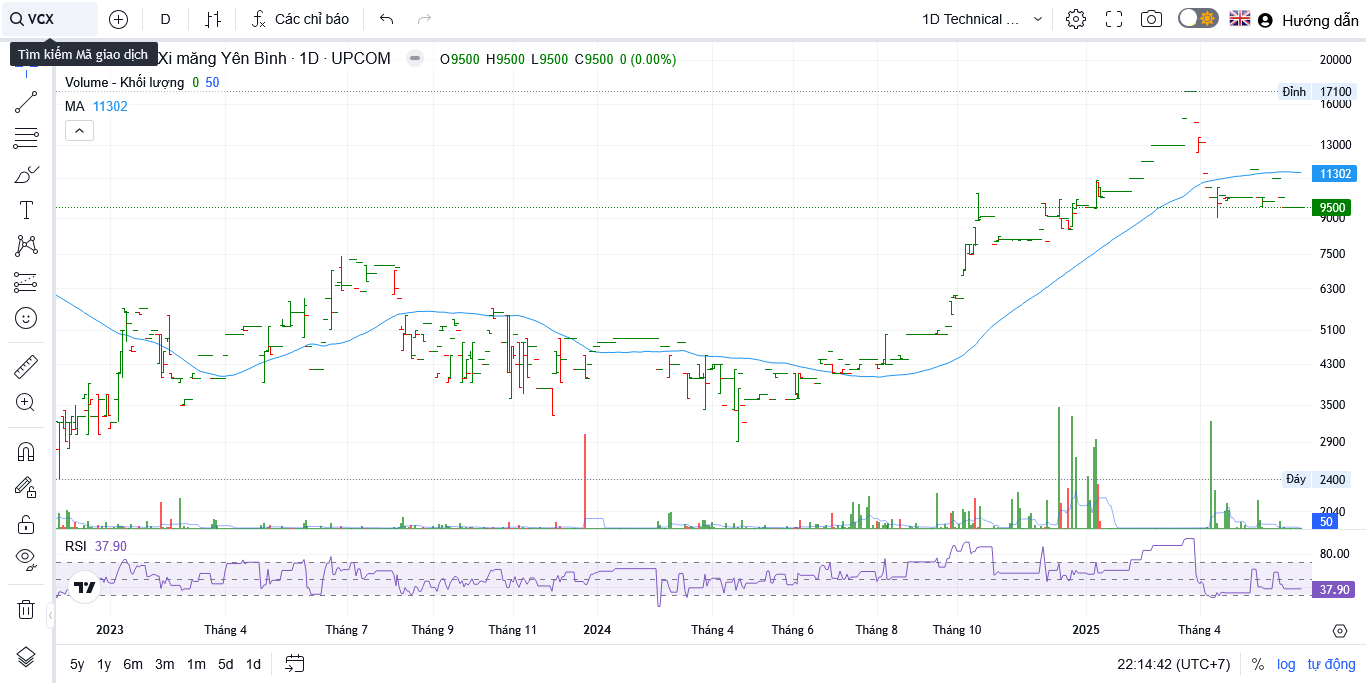 VCX
D
Các chỉ báo
1D Technical ...
Hướng dẫn
Tìm kiếm Mã giao dịch
Xi măng Yên Bình · 1D · UPCOM
O9500 H9500 L9500 C9500 0 (0.00%)
Volume - Khối lượng 0 50
MA 11302
20000
Đỉnh 17100
16000
13000
11302
9500
9000
7500
6300
5100
4300
3500
2900
Đáy 2400
2040
50
RSI 37.90
80.00
37.90
2023 Tháng 4 Tháng 7 Tháng 9 Tháng 11 2024 Tháng 4 Tháng 6 Tháng 8 Tháng 10 2025 Tháng 4
5y 1y 6m 3m 1m 5d 1d
22:14:42 (UTC+7) % log tự động